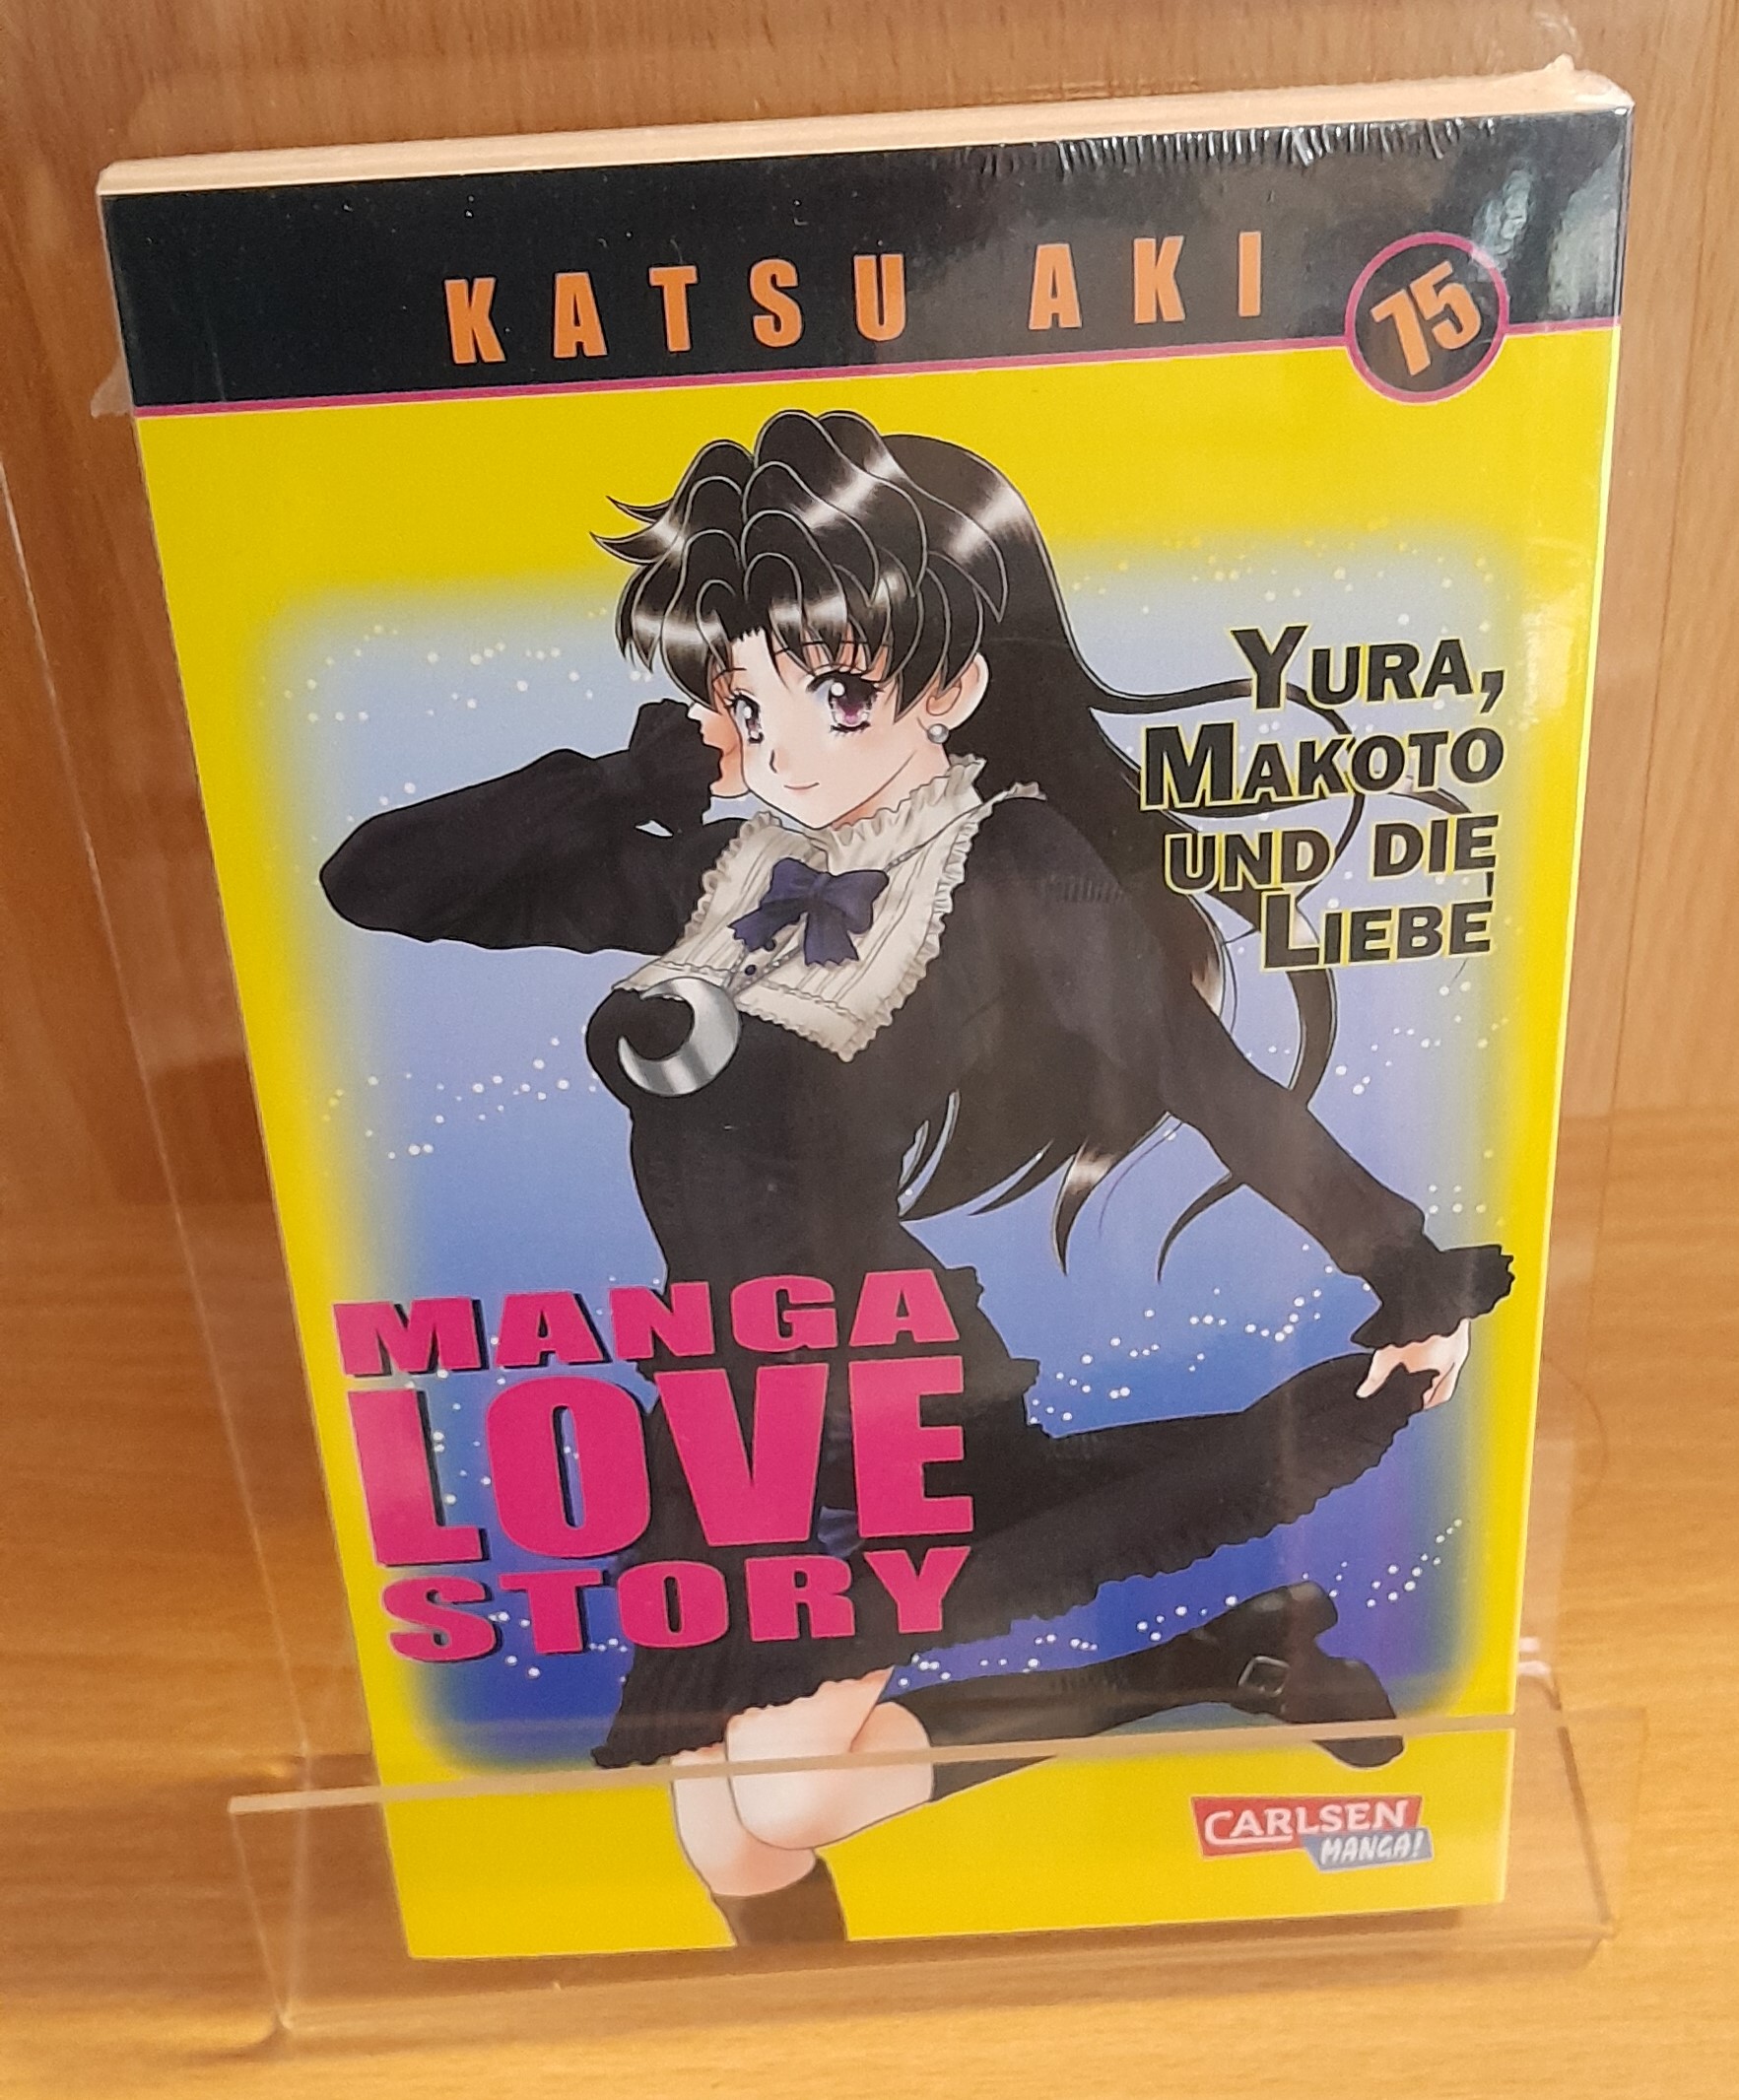 KATSU AKI
75
YURA,
MAKOTO
UND DIE
LIEBE
MANGA
LOVE
STORY
CARLSEN
MANGA!